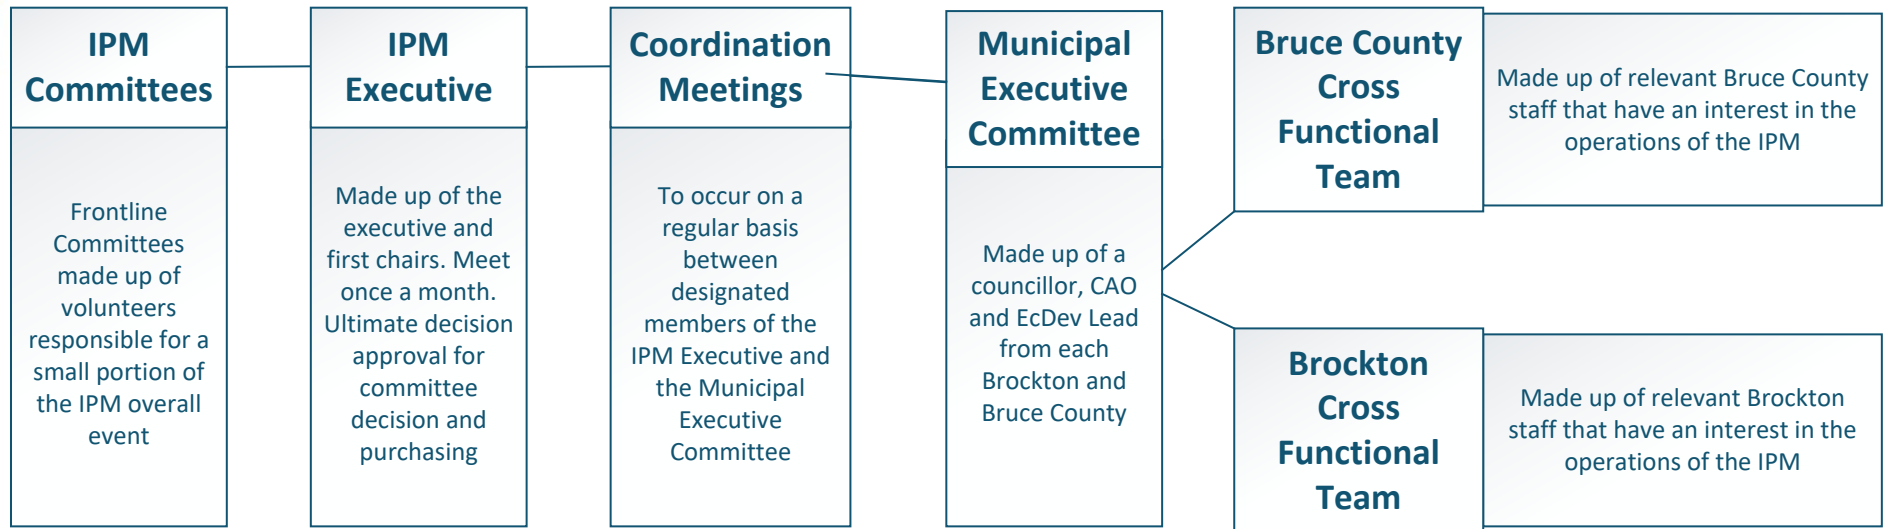 IPM
Committees
Frontline
Committees
made up of
volunteers
responsible for a
small portion of
the IPM overall
event
IPM
Executive
Made up of the
executive and
first chairs. Meet
once a month.
Ultimate decision
approval for
committee
decision and
purchasing
Coordination
Meetings
To occur on a
regular basis
between
designated
members of the
IPM Executive and
the Municipal
Executive
Committee
Municipal
Executive
Committee
Made up of a
councillor, CAO
and EcDev Lead
from each
Brockton and
Bruce County
Bruce County
Cross
Functional
Team
Made up of relevant Bruce County
staff that have an interest in the
operations of the IPM
Brockton
Cross
Functional
Team
Made up of relevant Brockton
staff that have an interest in the
operations of the IPM